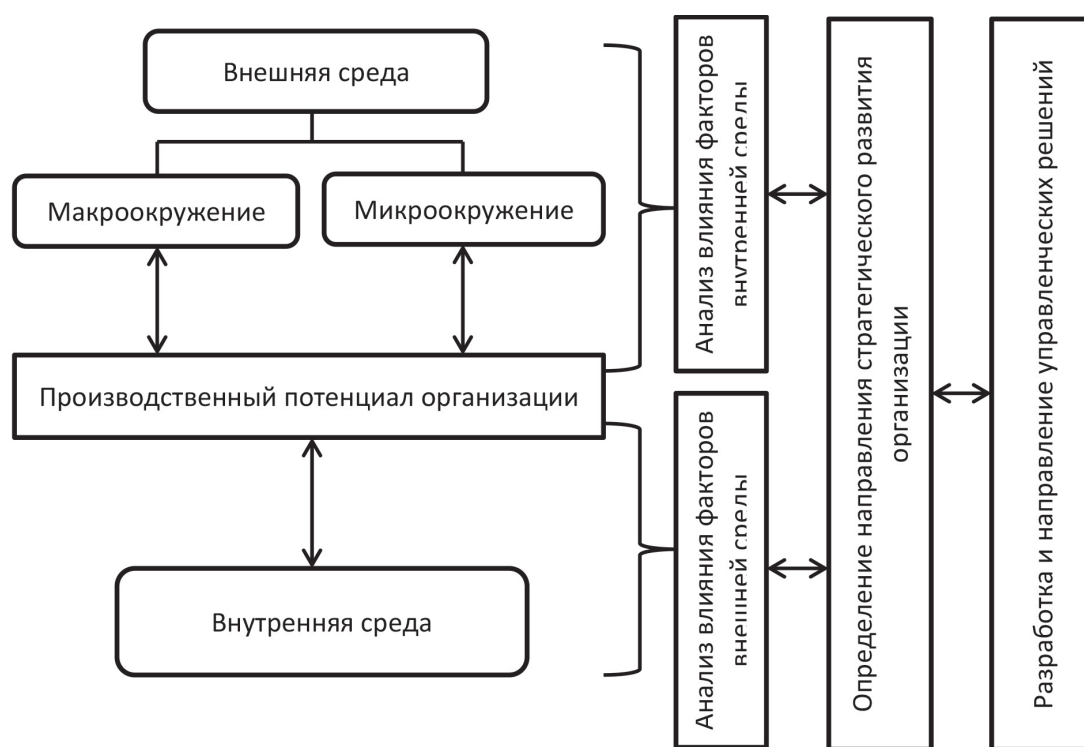 Внешняя среда
Макроокружение
Микроокружение
Производственный потенциал организации
Внутренняя среда
Анализ влияния факторов
внутренней среды
Анализ влияния факторов
внешней среды
Определение направления стратегического развития
организации
Разработка и направление управленческих решений